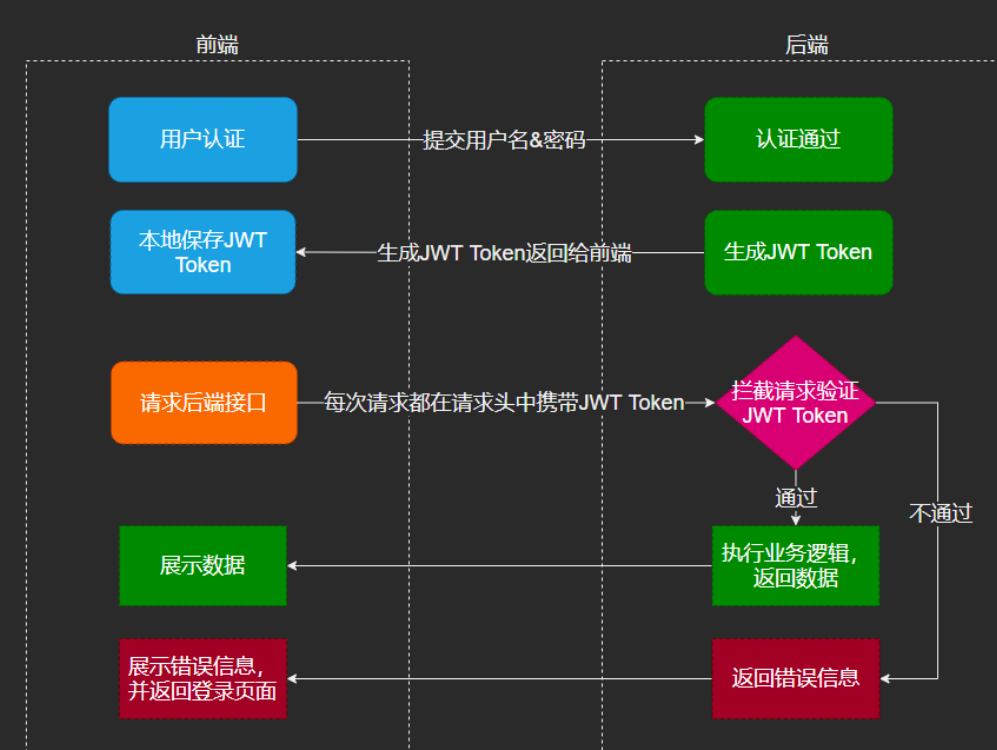 前端
后端
用户认证
提交用户名&密码
认证通过
本地保存JWT
Token
生成JWT Token返回给前端
生成JWT Token
请求后端接口
每次请求都在请求头中携带JWT Token
拦截请求验证
JWT Token
通过
不通过
展示数据
执行业务逻辑，
返回数据
展示错误信息，
并返回登录页面
返回错误信息